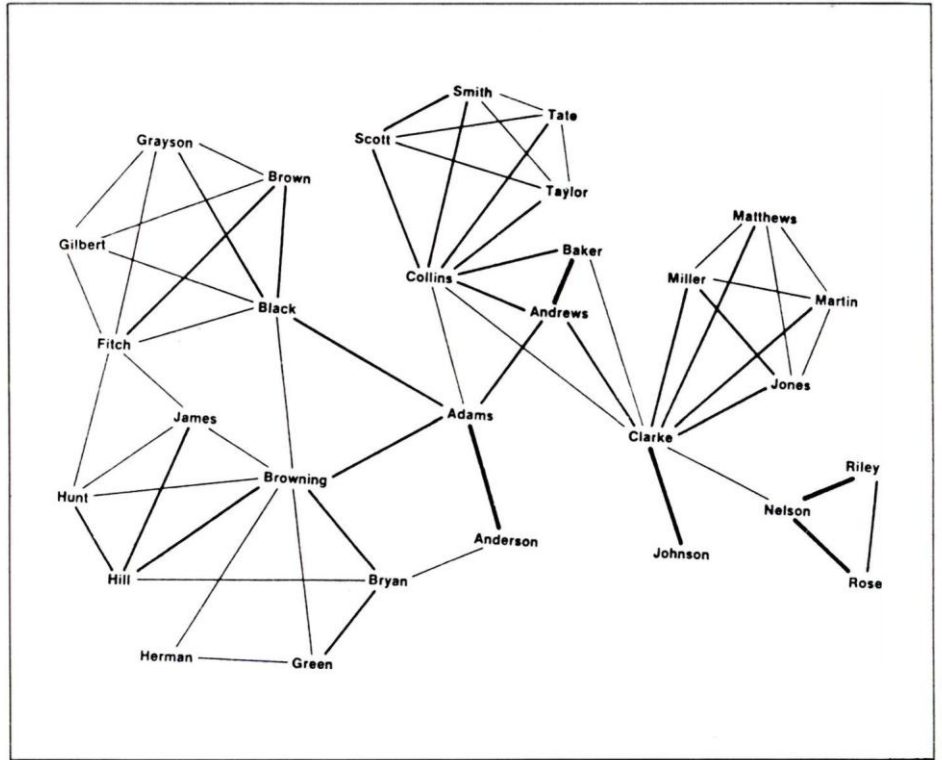 Smith
Tate
Scott
Grayson
Brown
Taylor
Matthews
Gilbert
Baker
Collins
Miller
Martin
Black
Andrews
Fitch
Jones
James
Adams
Clarke
Browning
Riley
Hunt
Nelson
Anderson
Johnson
Hill
Bryan
Rose
Herman
Green